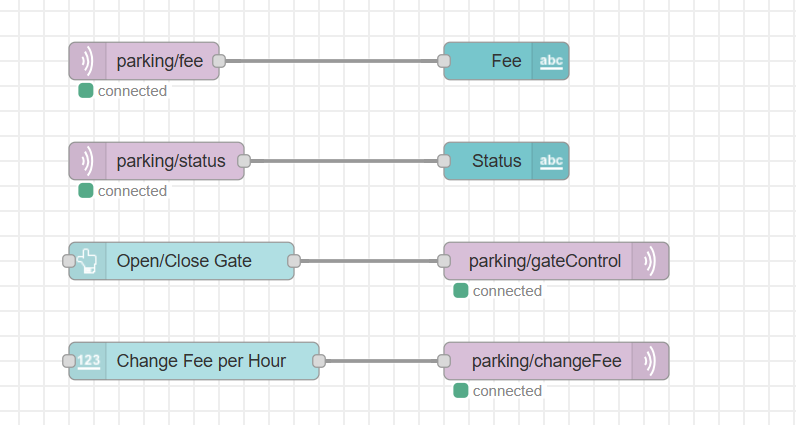 parking/fee
Fee
abc
connected
parking/status
Status
abc
connected
Open/Close Gate
parking/gateControl
connected
123
Change Fee per Hour
parking/changeFee
connected